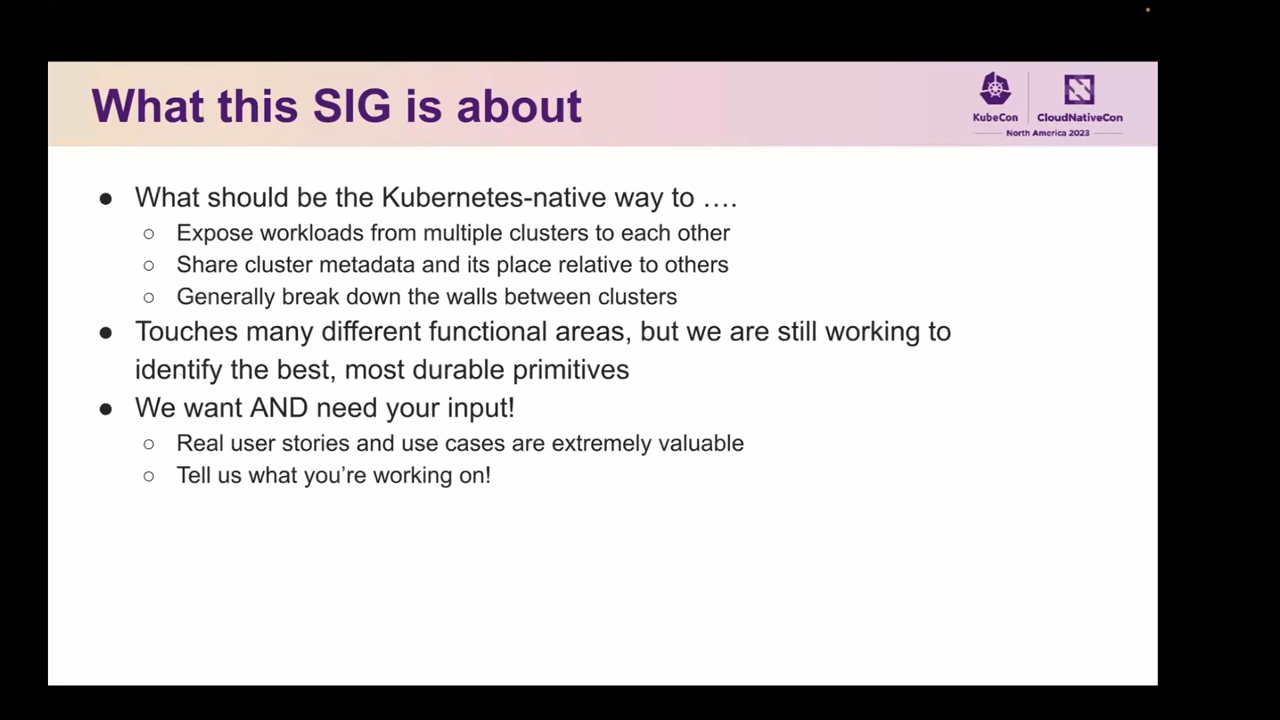 What this SIG is about
KubeCon
CloudNativeCon
North America 2023
● What should be the Kubernetes-native way to ….
○ Expose workloads from multiple clusters to each other
○ Share cluster metadata and its place relative to others
○ Generally break down the walls between clusters
● Touches many different functional areas, but we are still working to
identify the best, most durable primitives
● We want AND need your input!
○ Real user stories and use cases are extremely valuable
○ Tell us what you’re working on!